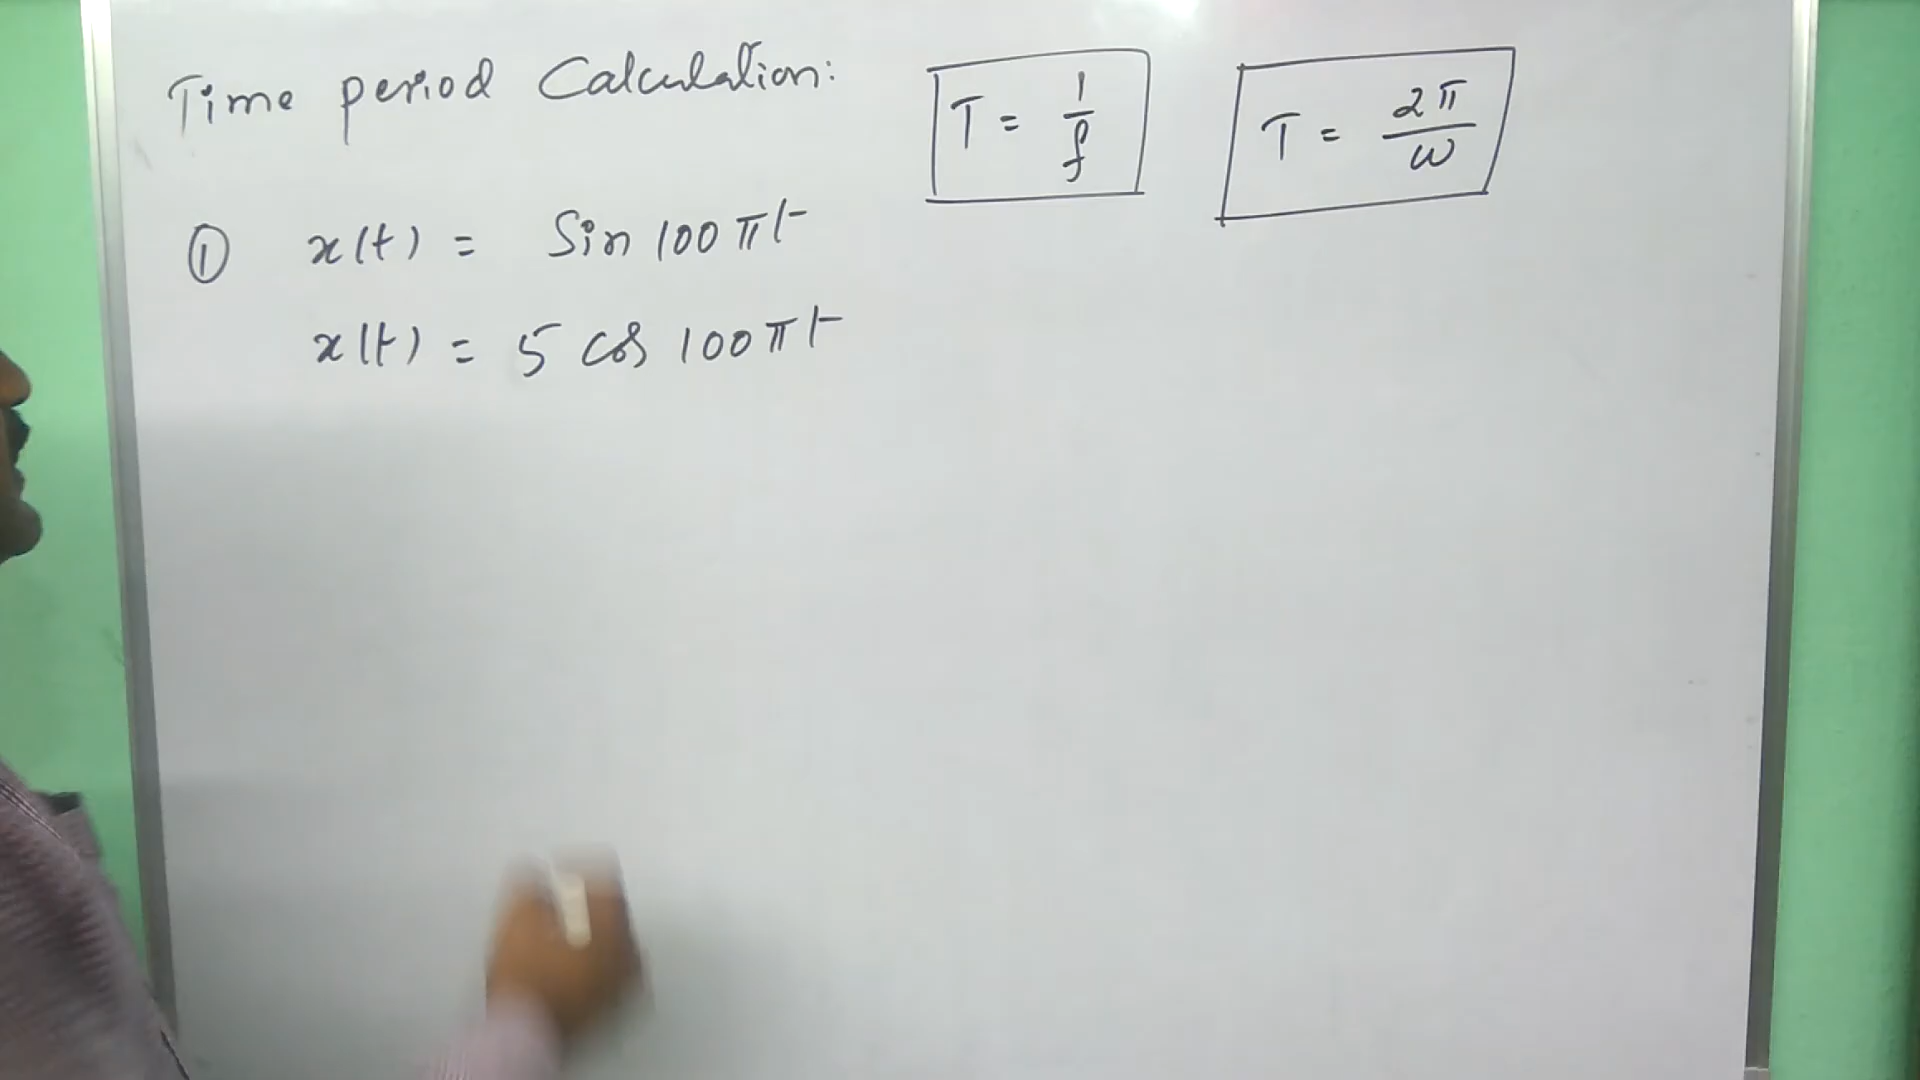 Time period Calculation:
T = 1/f
T = 2π/ω
① x(t) = Sin 100πt
x(t) = 5 cos 100πt